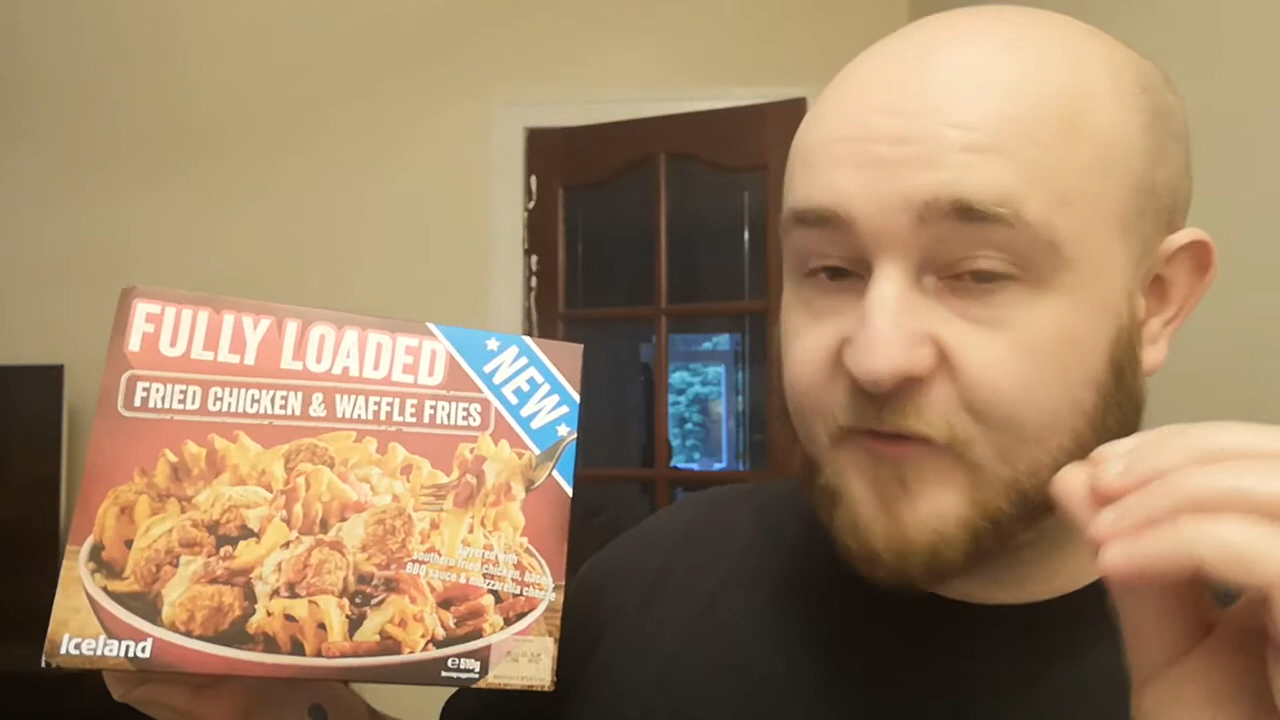 FULLY LOADED
NEW
FRIED CHICKEN & WAFFLE FRIES
Layered with
southern fried chicken, bacon,
BBQ sauce & mozzarella cheese
Iceland
e 510g